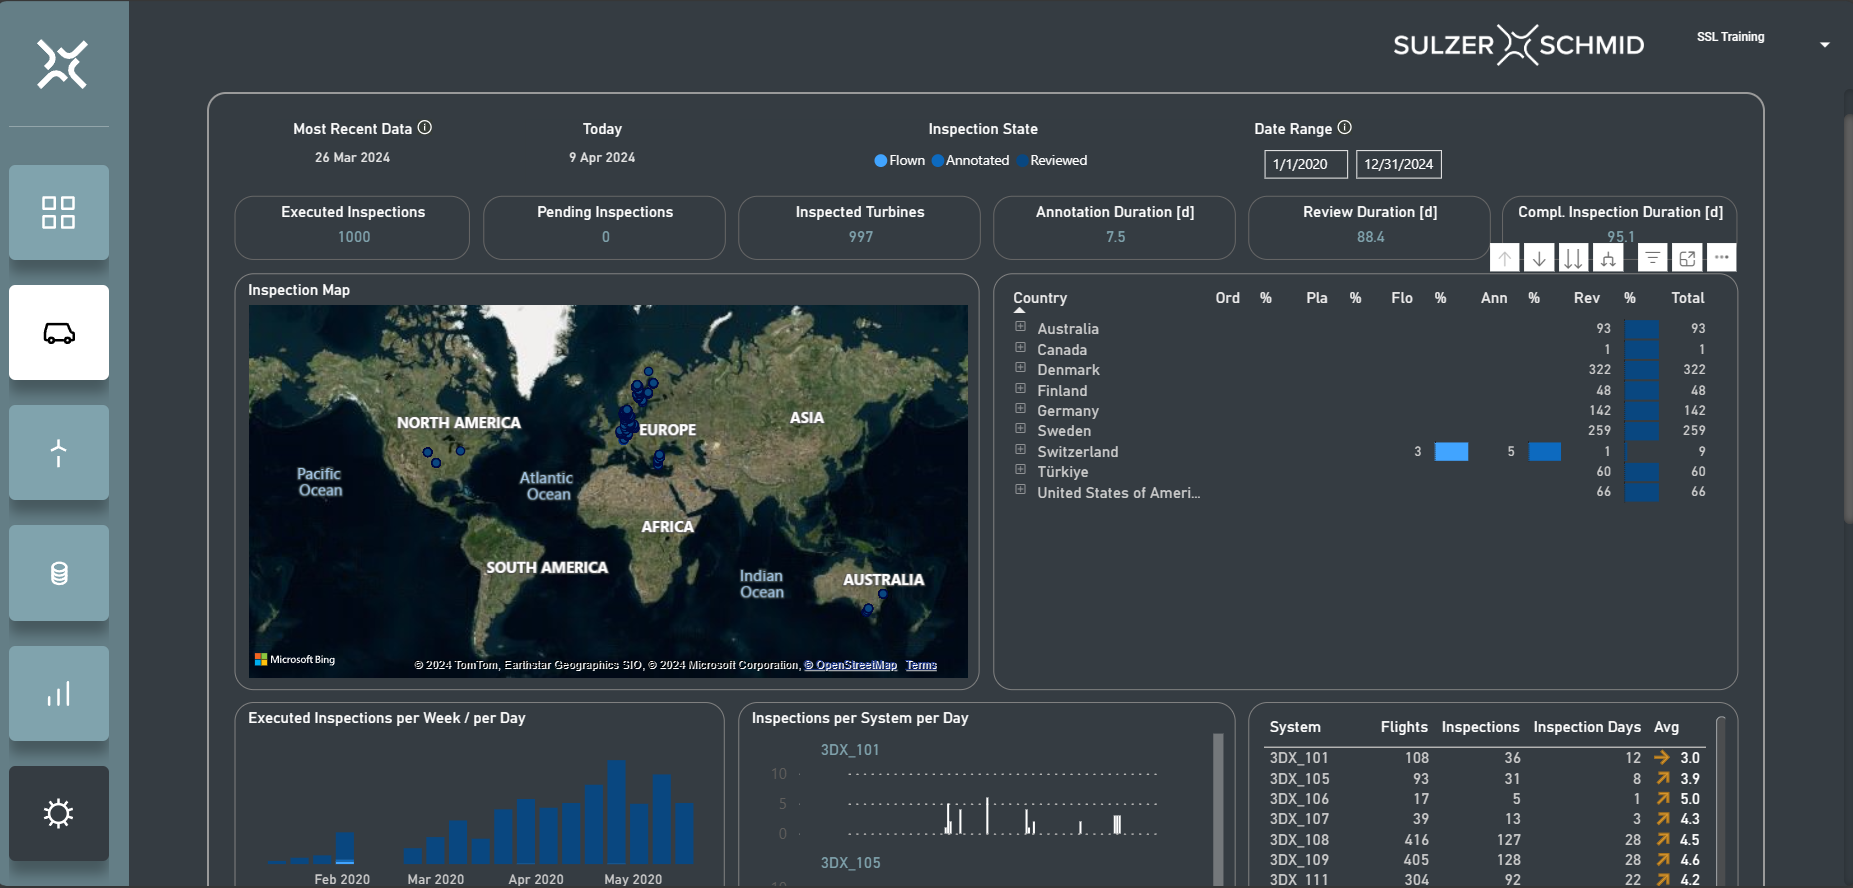 SULZER SCHMID
SSL Training
Most Recent Data
26 Mar 2024
Today
9 Apr 2024
Inspection State
Flown Annotated Reviewed
Date Range
1/1/2020 12/31/2024
Executed Inspections
1000
Pending Inspections
0
Inspected Turbines
997
Annotation Duration [d]
7.5
Review Duration [d]
88.4
Compl. Inspection Duration [d]
95.1
Inspection Map
NORTH AMERICA
EUROPE
ASIA
Pacific
Ocean
Atlantic
Ocean
AFRICA
SOUTH AMERICA
Indian
Ocean
AUSTRALIA
Microsoft Bing
© 2024 TomTom, Earthstar Geographics SIO, © 2024 Microsoft Corporation, © OpenStreetMap Terms
Country Ord % Pla % Flo % Ann % Rev % Total
Australia 93 93
Canada 1 1
Denmark 322 322
Finland 48 48
Germany 142 142
Sweden 259 259
Switzerland 3 5 1 9
Türkiye 60 60
United States of Ameri... 66 66
Executed Inspections per Week / per Day
Feb 2020 Mar 2020 Apr 2020 May 2020
Inspections per System per Day
3DX_101
10
5
0
3DX_105
10
System Flights Inspections Inspection Days Avg
3DX_101 108 36 12 3.0
3DX_105 93 31 8 3.9
3DX_106 17 5 1 5.0
3DX_107 39 13 3 4.3
3DX_108 416 127 28 4.5
3DX_109 405 128 28 4.6
3DX_111 304 92 22 4.2